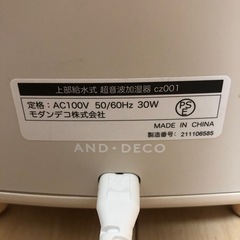 上部給水式 超音波加湿器 cz001
定格：AC100V 50/60Hz 30W
モダンデコ株式会社
PSE
MADE IN CHINA
製造番号：211106585
AND・DECO